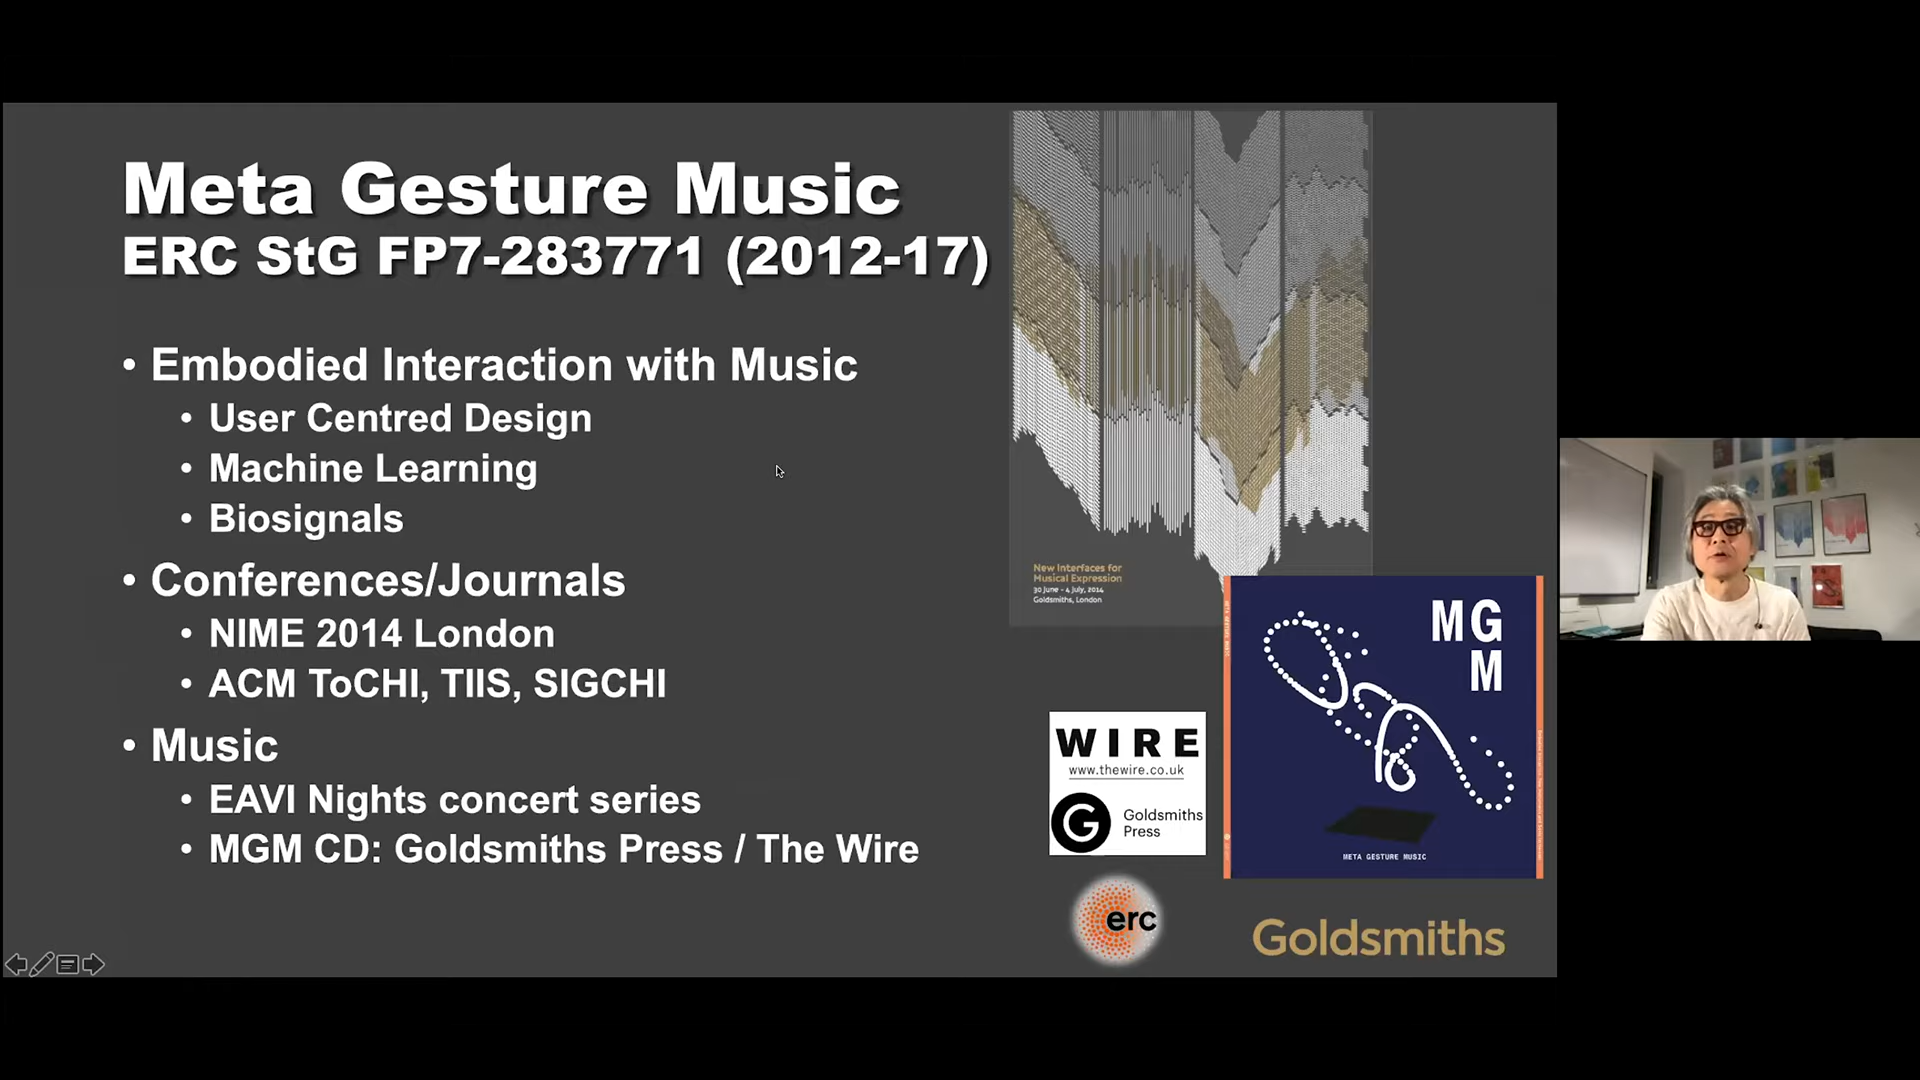 Meta Gesture Music
ERC StG FP7-283771 (2012-17)
• Embodied Interaction with Music
• User Centred Design
• Machine Learning
• Biosignals
• Conferences/Journals
• NIME 2014 London
• ACM ToCHI, TIIS, SIGCHI
• Music
• EAVI Nights concert series
• MGM CD: Goldsmiths Press / The Wire
New Interfaces for
Musical Expression
30 June - 4 July, 2014
Goldsmiths, London
WIRE
www.thewire.co.uk
G
Goldsmiths
Press
MG
M
META GESTURE MUSIC
erc
Goldsmiths